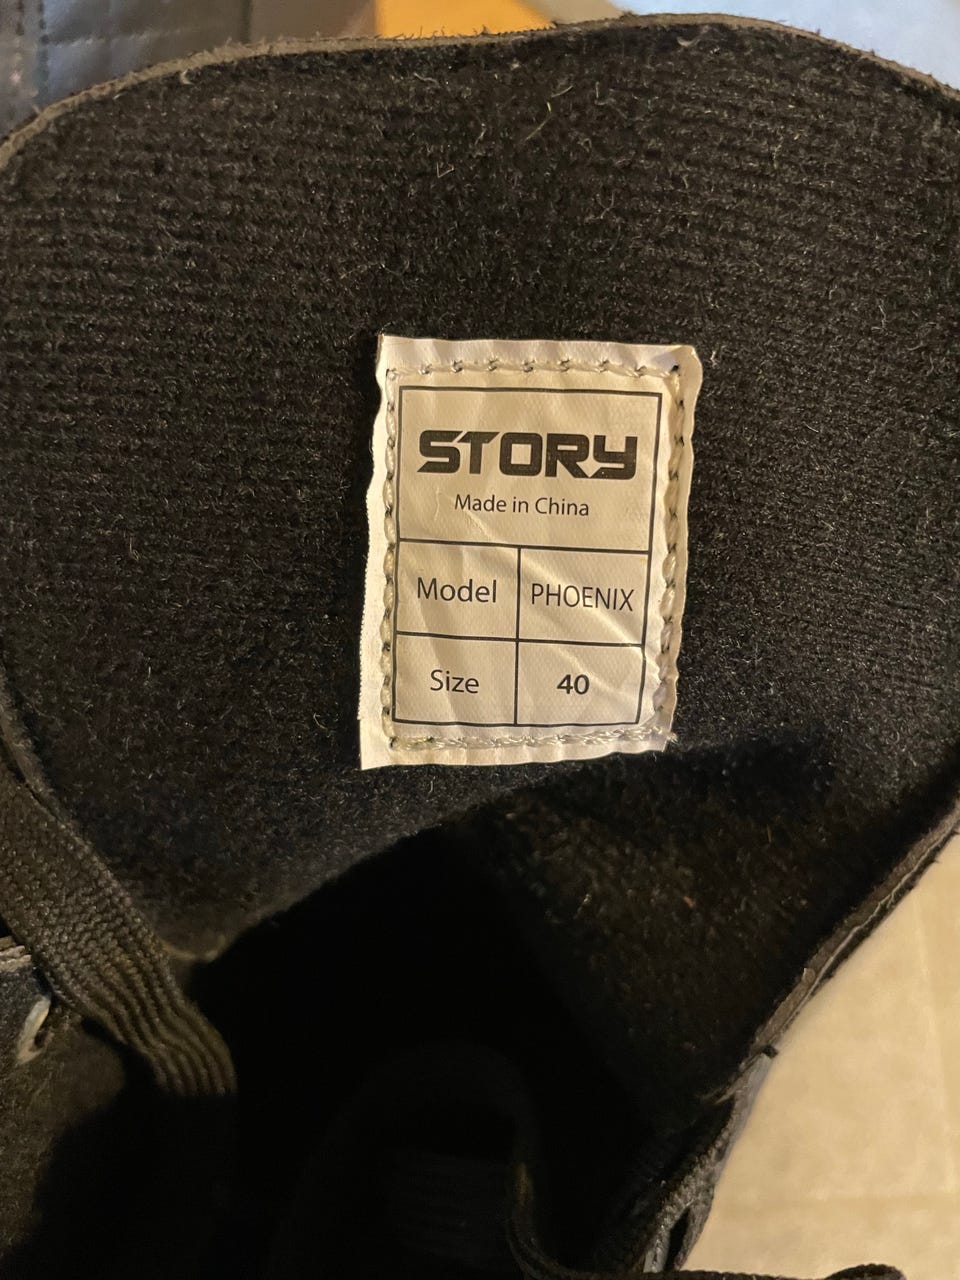 STORY
Made in China
Model PHOENIX
Size 40